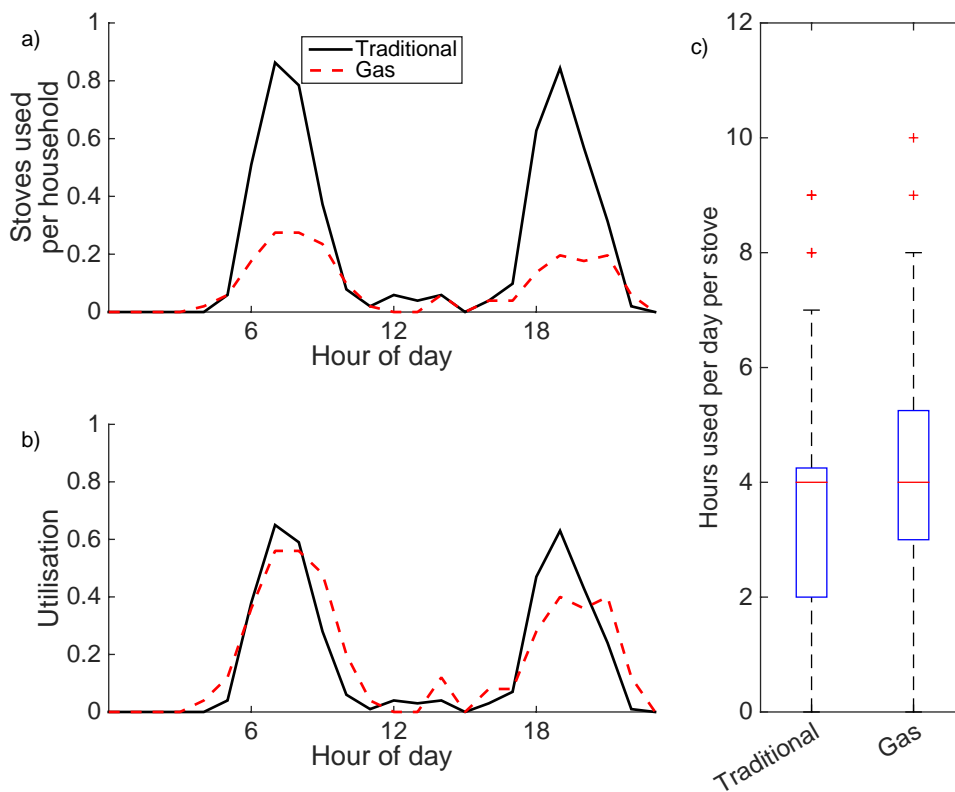 a)
Stoves used
per household
1
0.8
0.6
0.4
0.2
0
Traditional
Gas
6
12
18
Hour of day
b)
Utilisation
1
0.8
0.6
0.4
0.2
0
6
12
18
Hour of day
c)
Hours used per day per stove
12
10
8
6
4
2
0
Traditional
Gas